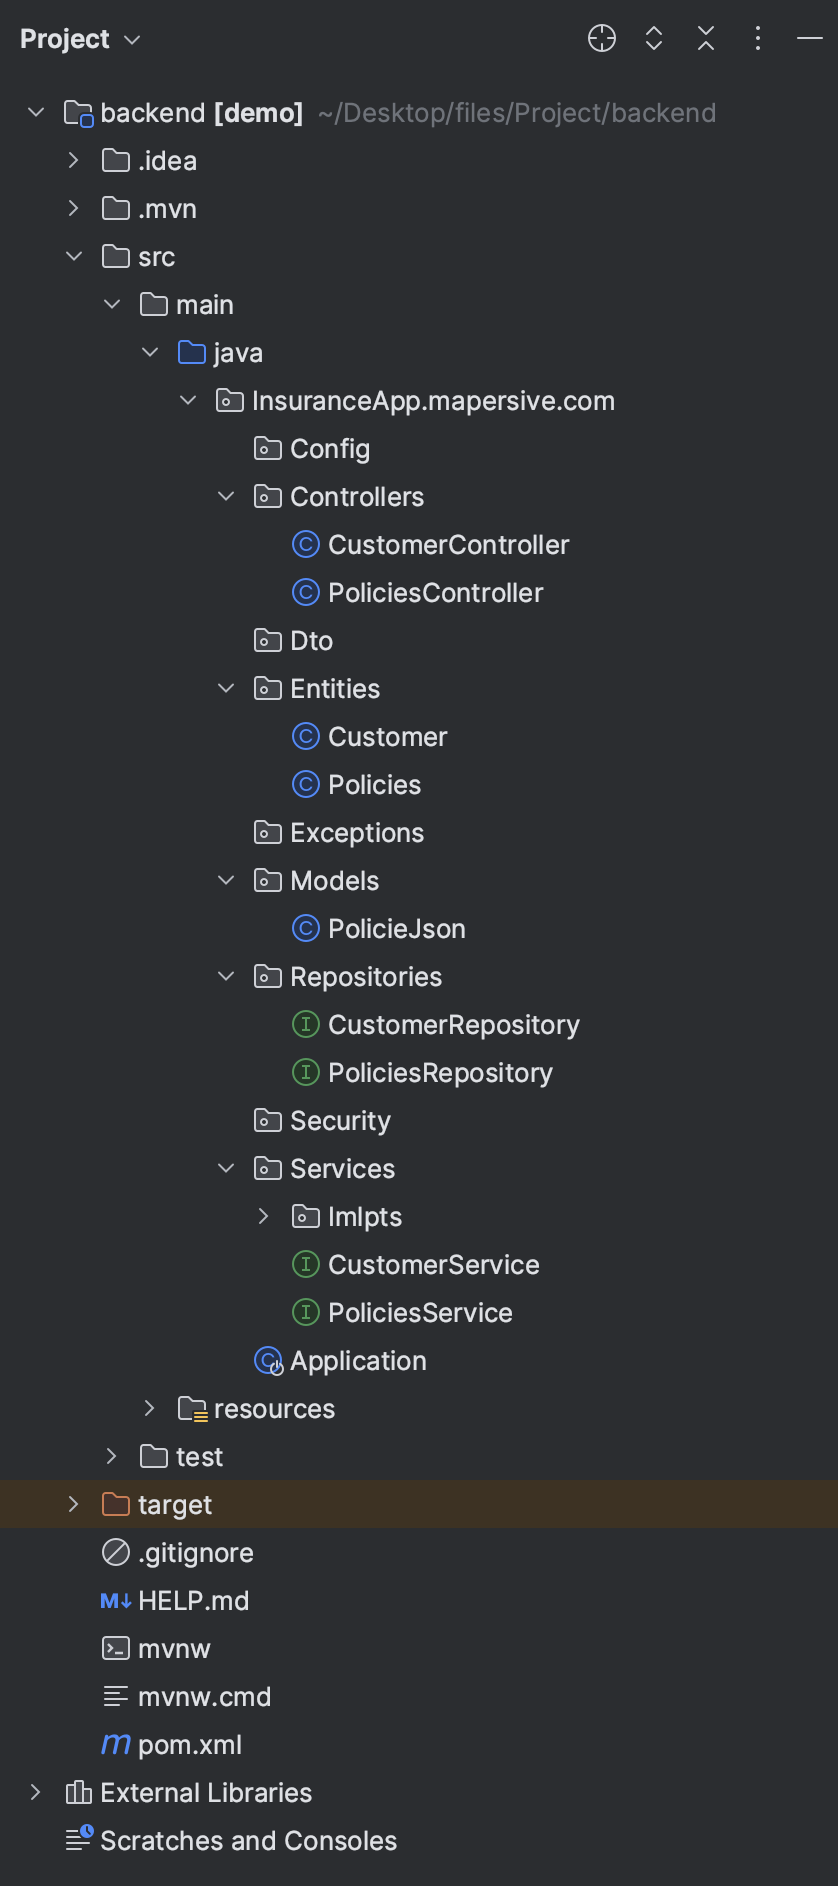 Project
backend [demo] ~/Desktop/files/Project/backend
.idea
.mvn
src
main
java
InsuranceApp.mapersive.com
Config
Controllers
CustomerController
PoliciesController
Dto
Entities
Customer
Policies
Exceptions
Models
PolicieJson
Repositories
CustomerRepository
PoliciesRepository
Security
Services
Imlpts
CustomerService
PoliciesService
Application
resources
test
target
.gitignore
M↓ HELP.md
mvnw
mvnw.cmd
m pom.xml
External Libraries
Scratches and Consoles